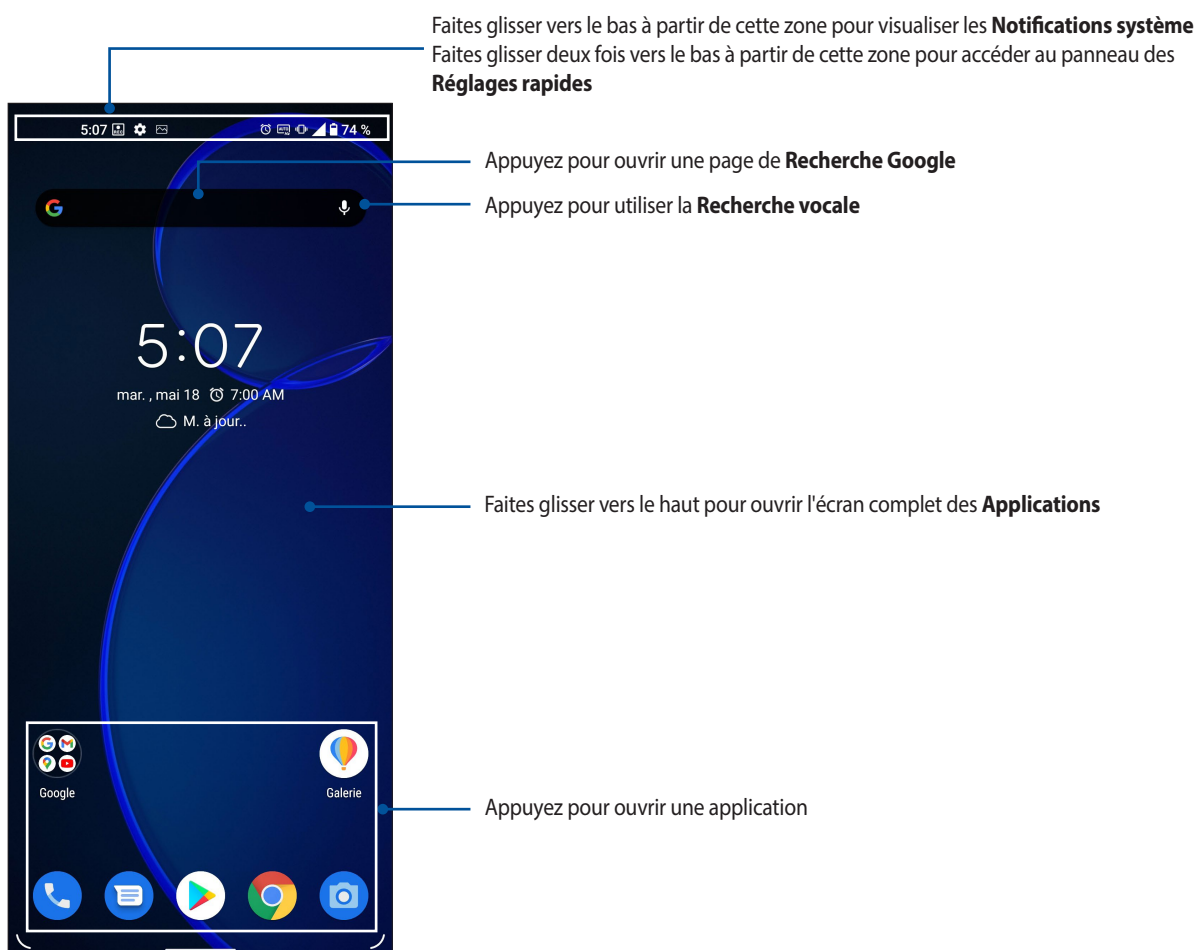 Faites glisser vers le bas à partir de cette zone pour visualiser les Notifications système
Faites glisser deux fois vers le bas à partir de cette zone pour accéder au panneau des
Réglages rapides
5:07 74 %
Appuyez pour ouvrir une page de Recherche Google
Appuyez pour utiliser la Recherche vocale
5:07
mar. , mai 18 7:00 AM
M. à jour..
Faites glisser vers le haut pour ouvrir l'écran complet des Applications
Google
Galerie
Appuyez pour ouvrir une application